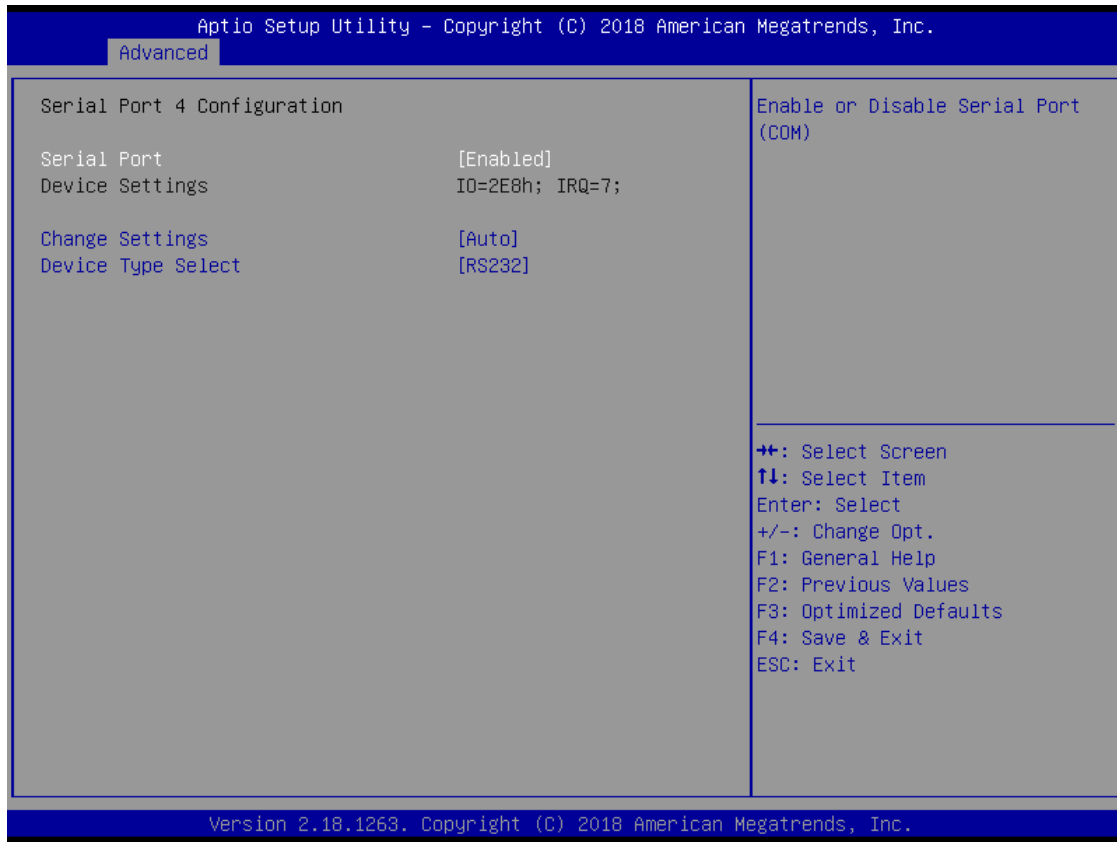 Aptio Setup Utility – Copyright (C) 2018 American Megatrends, Inc.
Advanced
Serial Port 4 Configuration
Serial Port [Enabled]
Device Settings IO=2E8h; IRQ=7;
Change Settings [Auto]
Device Type Select [RS232]
Enable or Disable Serial Port
(COM)
→←: Select Screen
↑↓: Select Item
Enter: Select
+/-: Change Opt.
F1: General Help
F2: Previous Values
F3: Optimized Defaults
F4: Save & Exit
ESC: Exit
Version 2.18.1263. Copyright (C) 2018 American Megatrends, Inc.